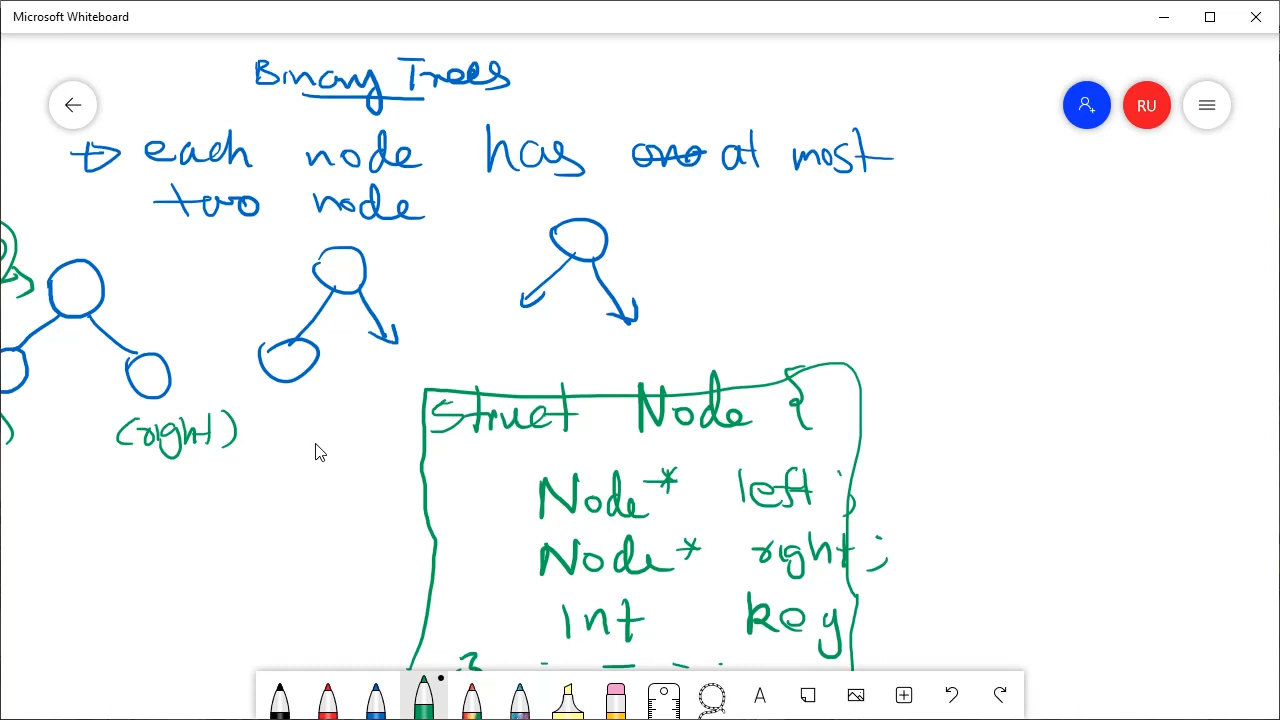 Microsoft Whiteboard
Binary Trees
RU
→ each node has at most
two node
)
(right)
Struct Node {
Node* left;
Node* right;
Int key
A